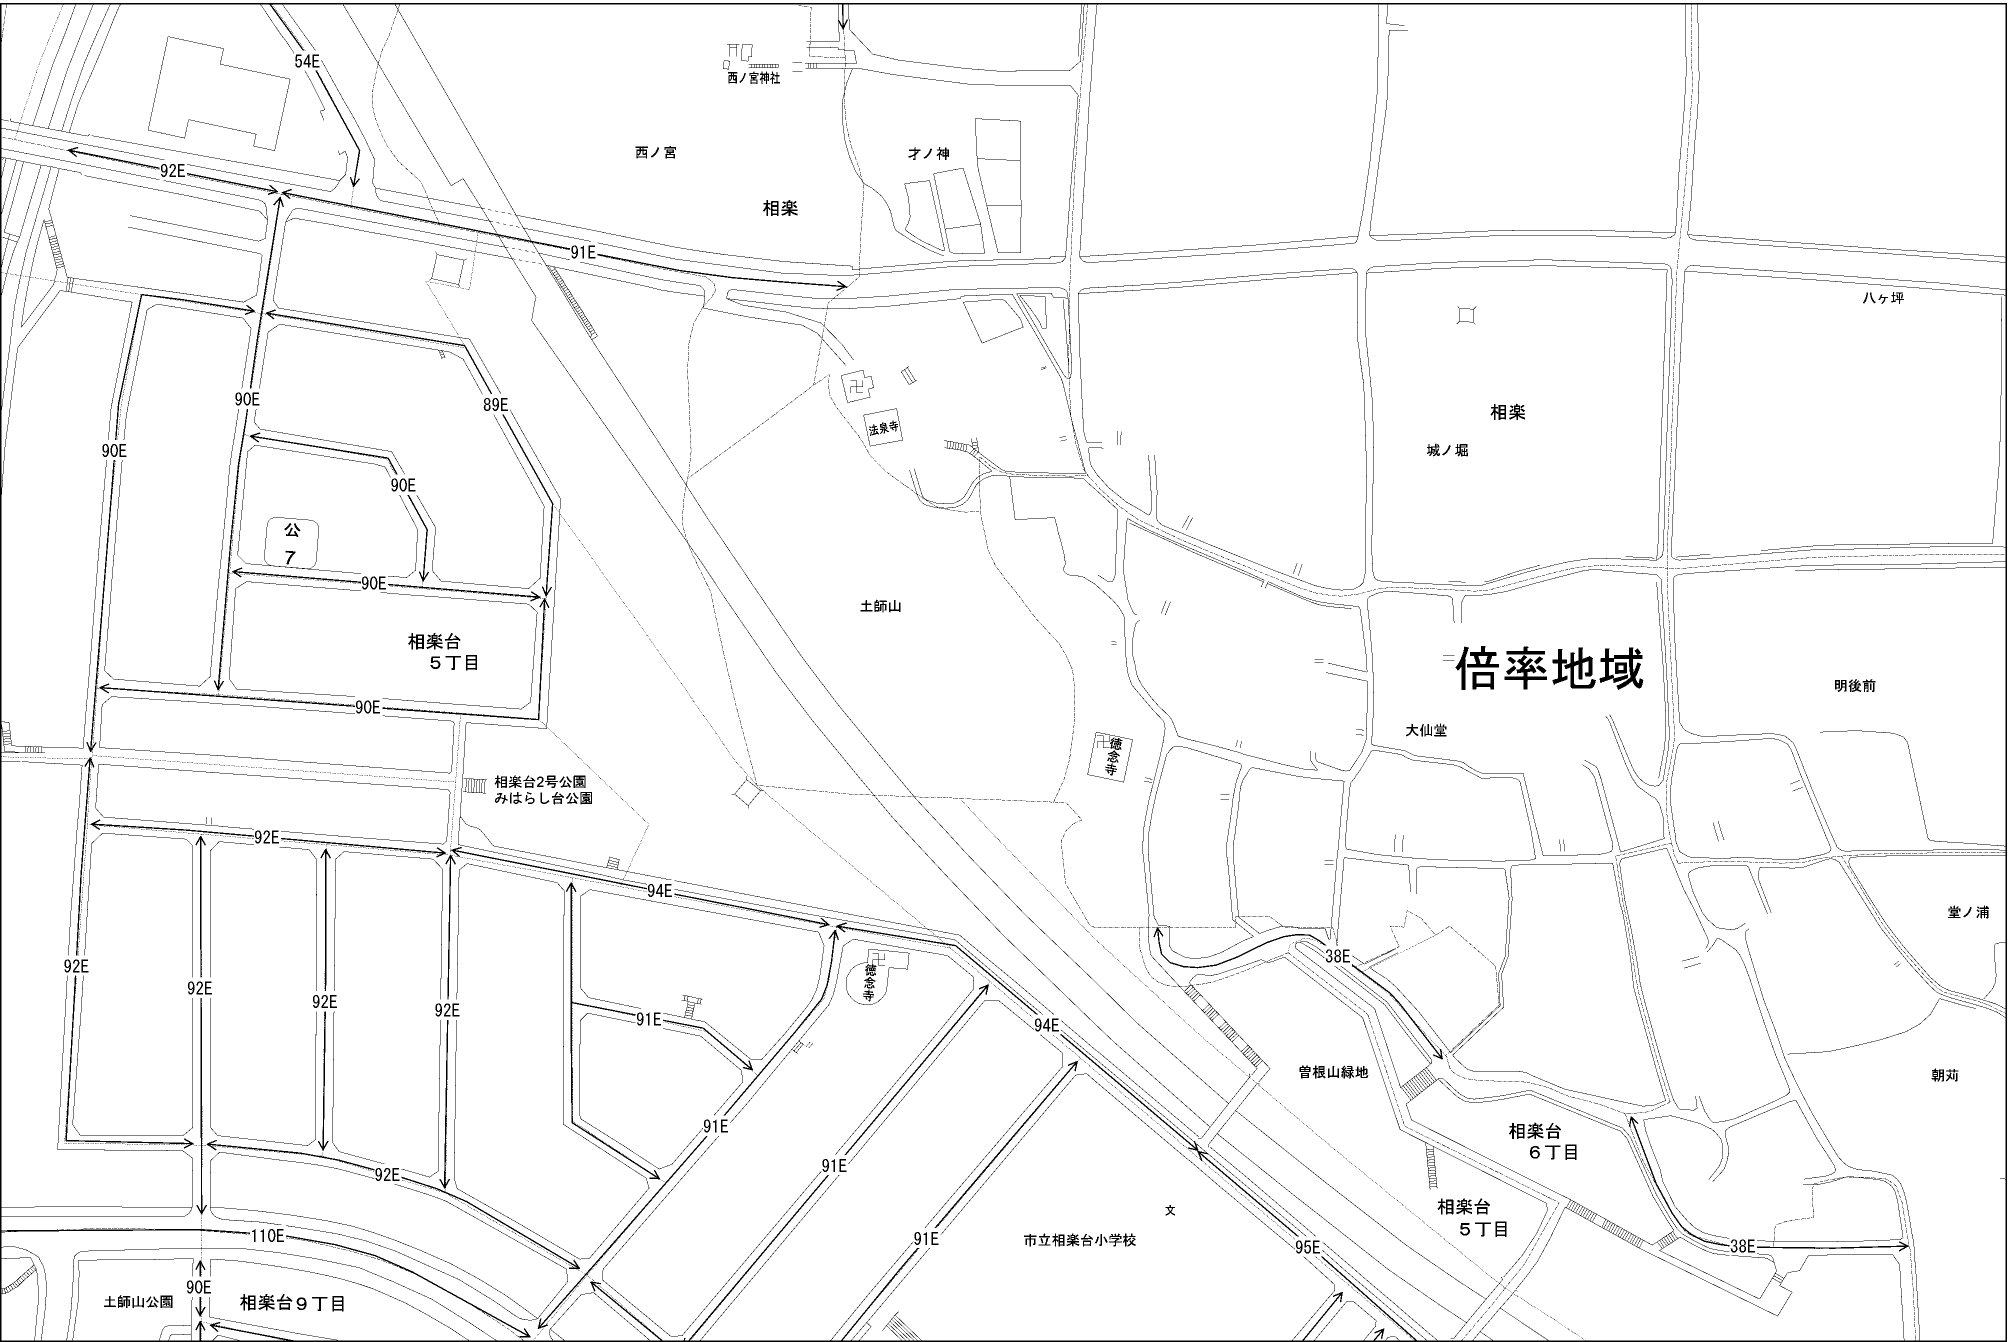 54E
西ノ宮神社
92E
西ノ宮
才ノ神
相楽
91E
八ヶ坪
90E
89E
相楽
法泉寺
90E
城ノ堀
90E
公
7
90E
土師山
相楽台
5丁目
倍率地域
明後前
90E
大仙堂
徳念寺
相楽台2号公園
みはらし台公園
92E
94E
堂ノ浦
92E
92E
92E
92E
徳念寺
38E
91E
94E
曽根山緑地
朝苅
91E
相楽台
6丁目
92E
91E
相楽台
5丁目
文
110E
91E
市立相楽台小学校
95E
38E
90E
土師山公園
相楽台9丁目